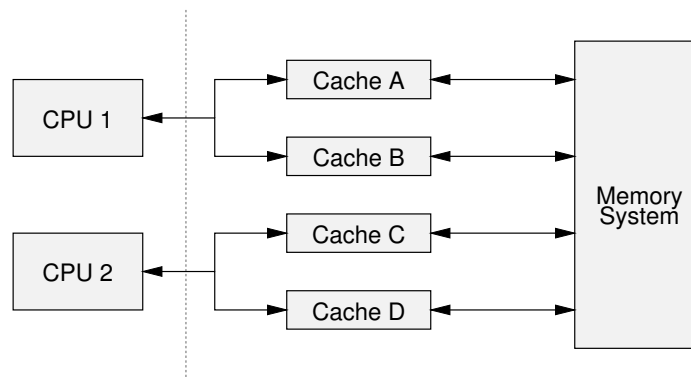 CPU 1
Cache A
Cache B
CPU 2
Cache C
Cache D
Memory
System